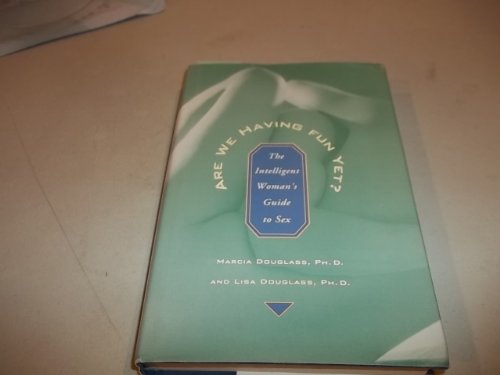 ARE WE HAVING FUN YET?
The
Intelligent
Woman's
Guide
to Sex
MARCIA DOUGLASS, PH.D.
AND LISA DOUGLASS, PH.D.